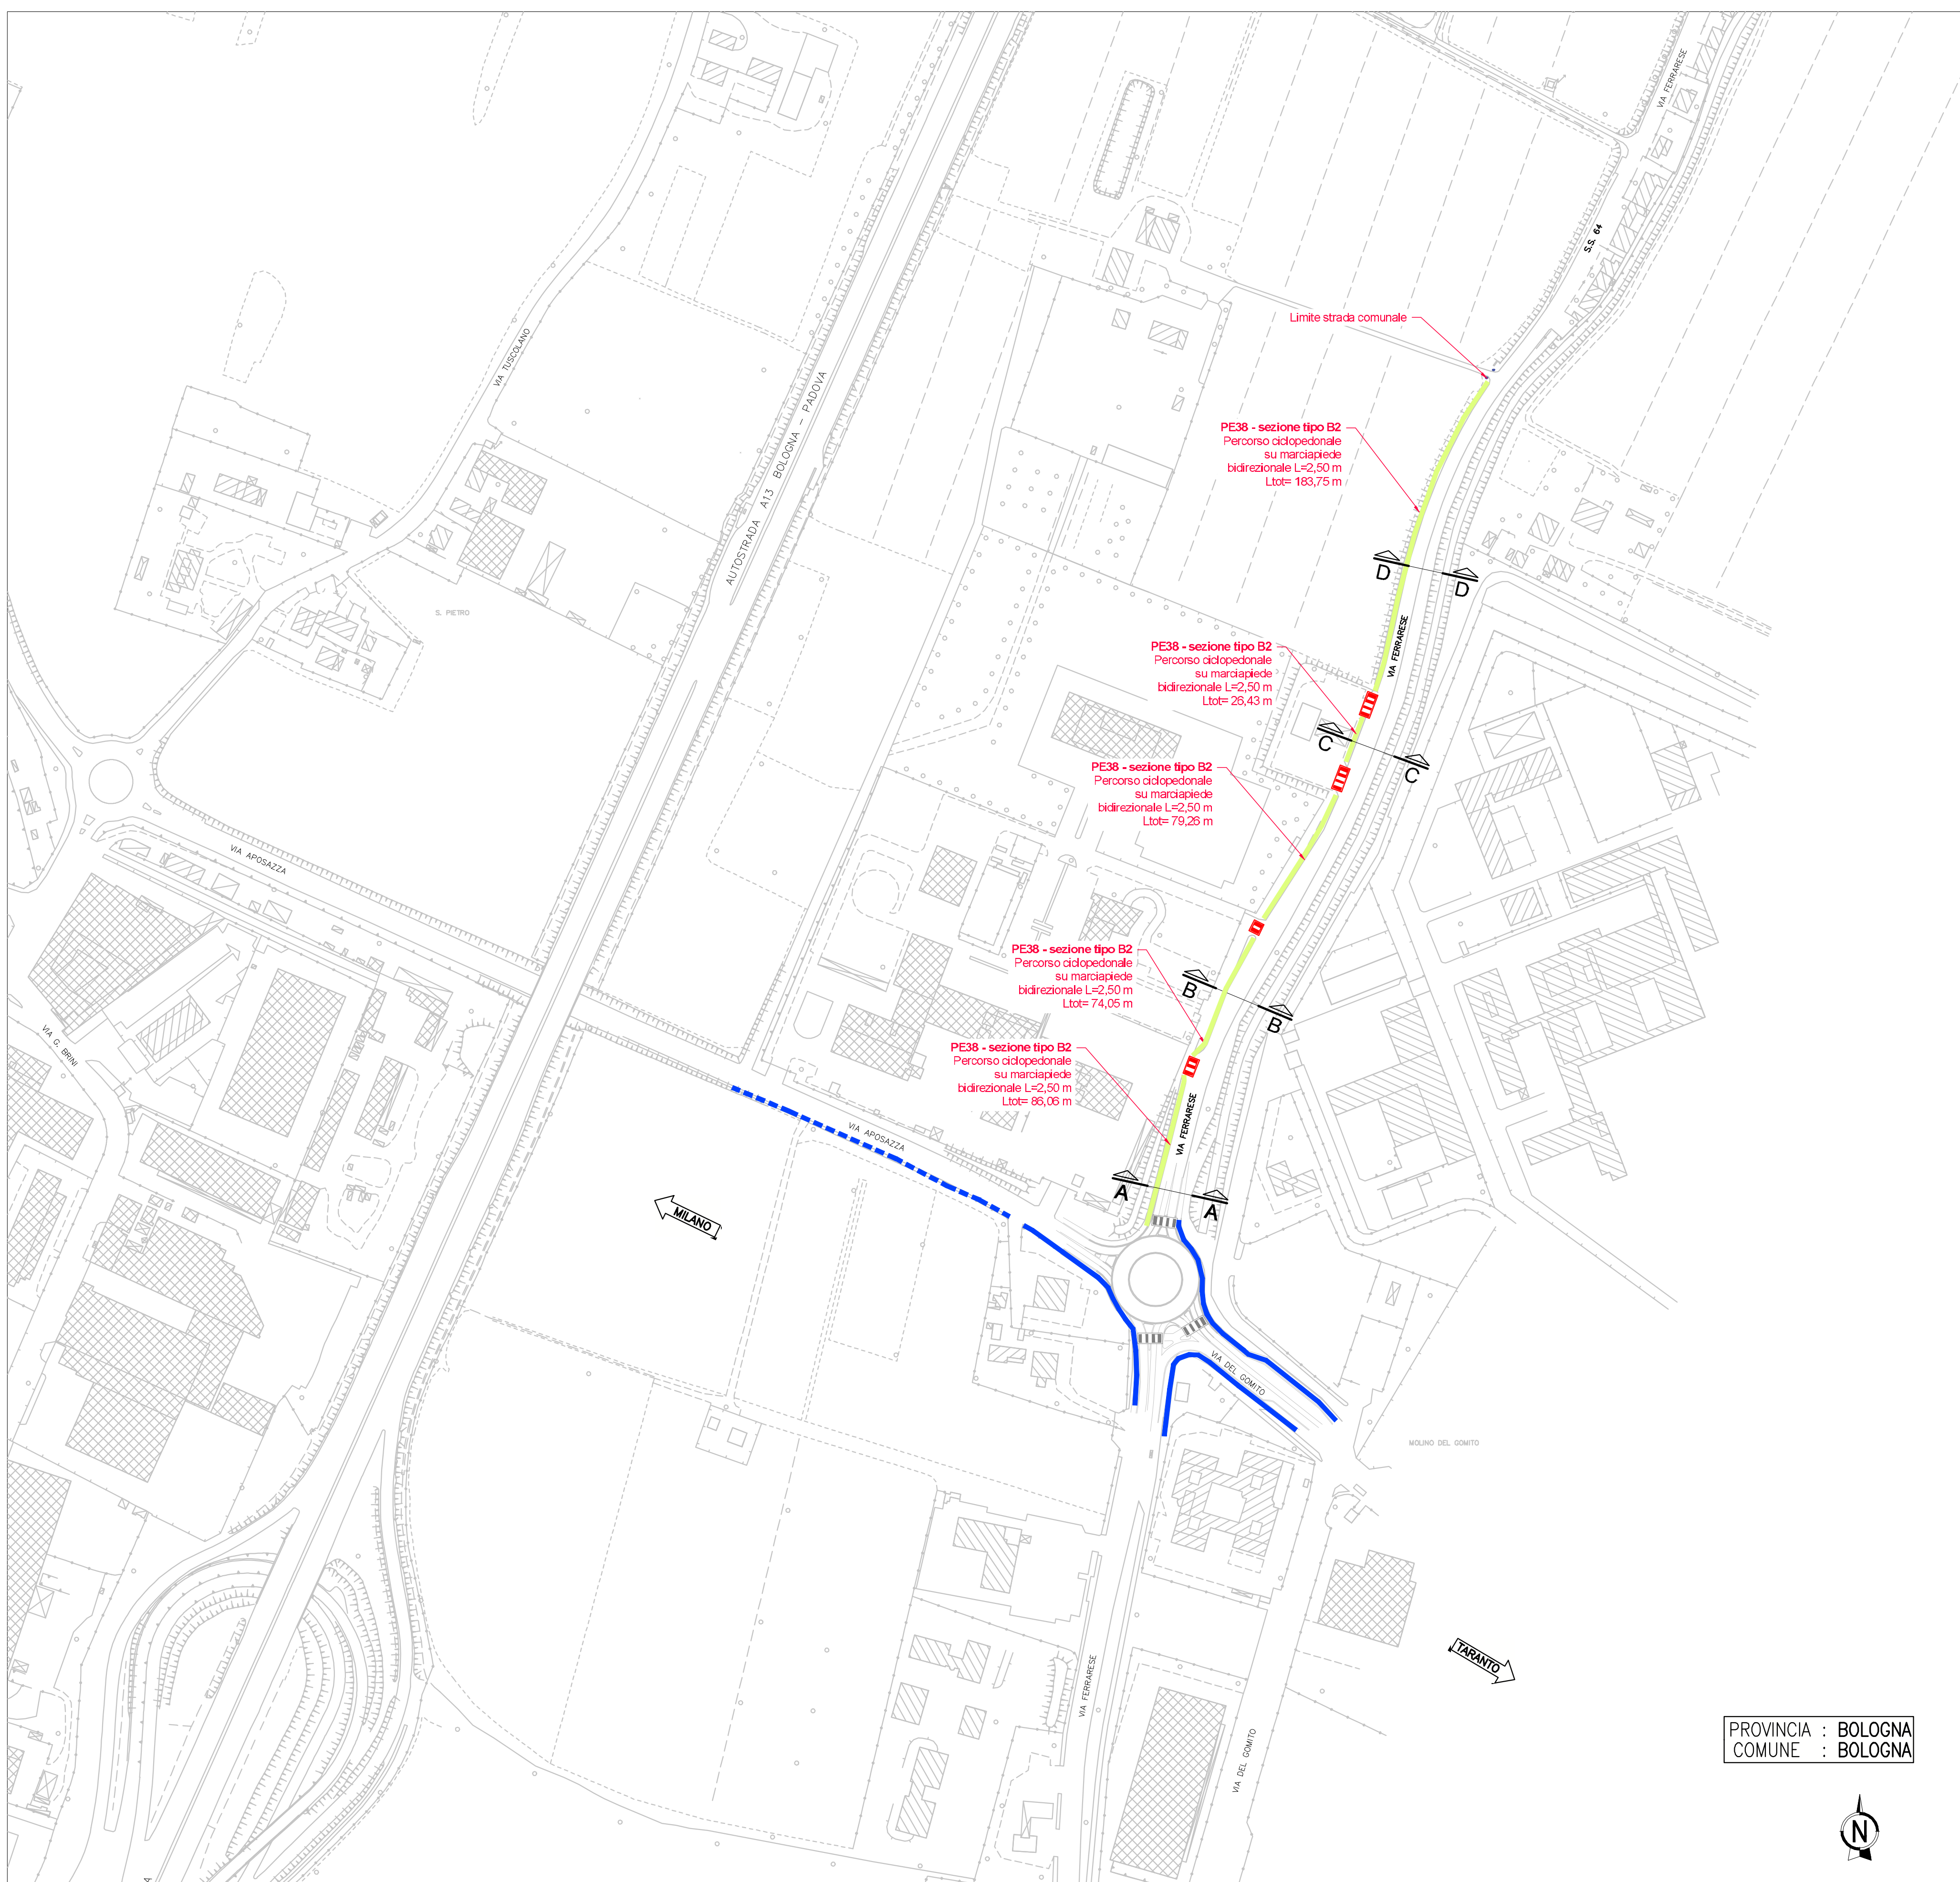 VIA FERRARESE
S.S. 64
Limite strada comunale
VIA TUSCOLANO
AUTOSTRADA A13 BOLOGNA - PADOVA
PE38 - sezione tipo B2
Percorso ciclopedonale
su marciapiede
bidirezionale L=2,50 m
Ltot= 183,75 m
D
D
S. PIETRO
VIA FERRARESE
PE38 - sezione tipo B2
Percorso ciclopedonale
su marciapiede
bidirezionale L=2,50 m
Ltot= 26,43 m
C
C
PE38 - sezione tipo B2
Percorso ciclopedonale
su marciapiede
bidirezionale L=2,50 m
Ltot= 79,26 m
VIA APOSAZZA
PE38 - sezione tipo B2
Percorso ciclopedonale
su marciapiede
bidirezionale L=2,50 m
Ltot= 74,05 m
B
B
VIA G. BRINI
PE38 - sezione tipo B2
Percorso ciclopedonale
su marciapiede
bidirezionale L=2,50 m
Ltot= 86,06 m
VIA FERRARESE
VIA APOSAZZA
A
A
MILANO
VIA DEL GOMITO
MOLINO DEL GOMITO
TARANTO
VIA FERRARESE
VIA DEL GOMITO
PROVINCIA : BOLOGNA
COMUNE : BOLOGNA
N
A